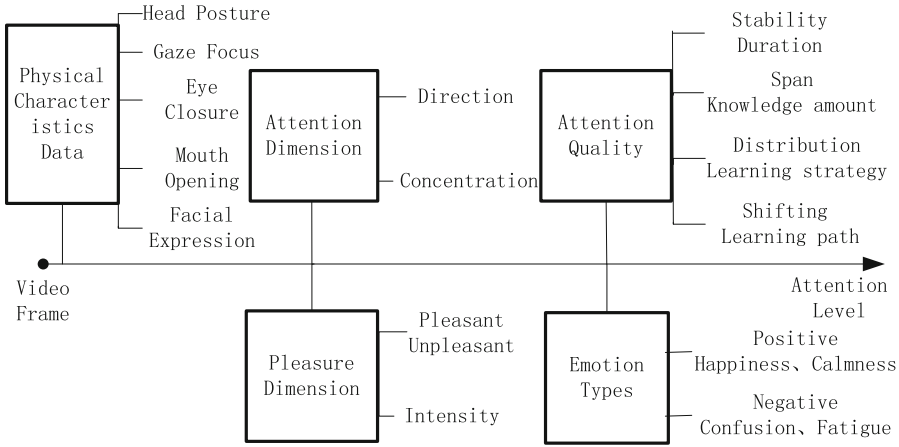 Head Posture
Gaze Focus
Physical
Character
istics
Data
Eye
Closure
Mouth
Opening
Facial
Expression
Attention
Dimension
Direction
Concentration
Attention
Quality
Stability
Duration
Span
Knowledge amount
Distribution
Learning strategy
Shifting
Learning path
Video
Frame
Attention
Level
Pleasure
Dimension
Pleasant
Unpleasant
Intensity
Emotion
Types
Positive
Happiness、Calmness
Negative
Confusion、Fatigue